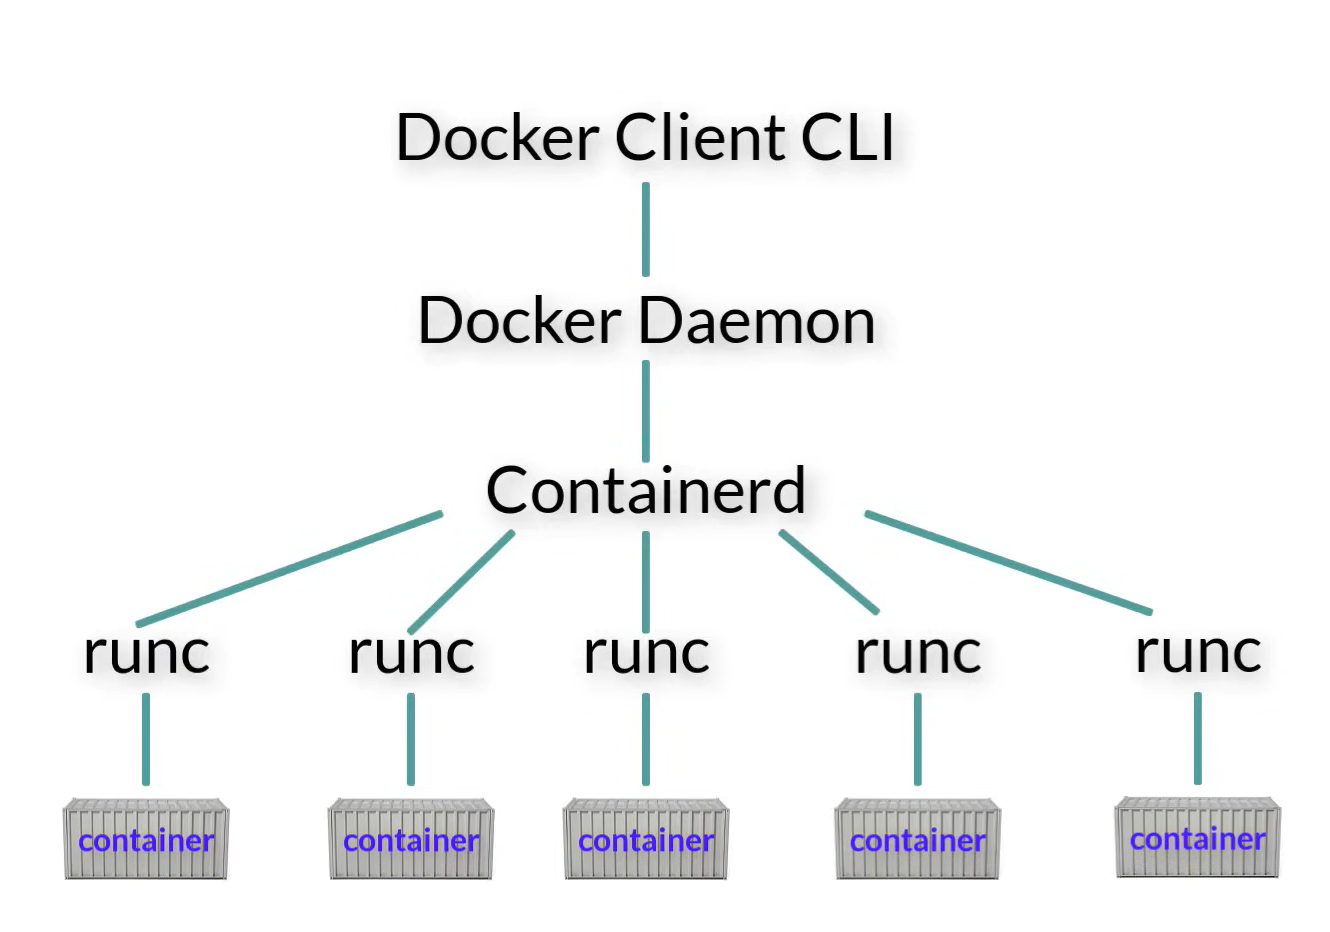 Docker Client CLI
Docker Daemon
Containerd
runc runc runc runc runc
container container container container container